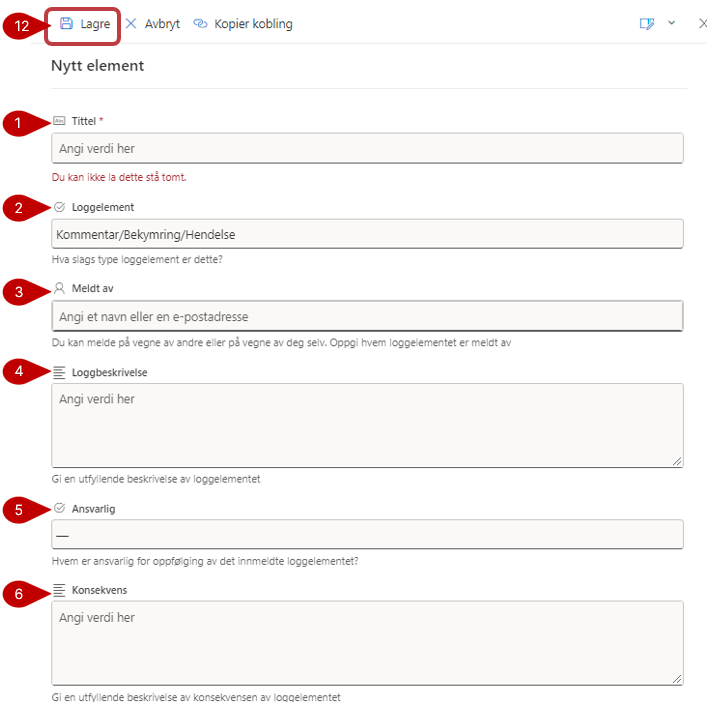 12 Lagre Avbryt Kopier kobling
Nytt element
1 Abc Tittel *
Angi verdi her
Du kan ikke la dette stå tomt.
2 Loggelement
Kommentar/Bekymring/Hendelse
Hva slags type loggelement er dette?
3 Meldt av
Angi et navn eller en e-postadresse
Du kan melde på vegne av andre eller på vegne av deg selv. Oppgi hvem loggelementet er meldt av
4 Loggbeskrivelse
Angi verdi her
Gi en utfyllende beskrivelse av loggelementet
5 Ansvarlig
—
Hvem er ansvarlig for oppfølging av det innmeldte loggelementet?
6 Konsekvens
Angi verdi her
Gi en utfyllende beskrivelse av konsekvensen av loggelementet